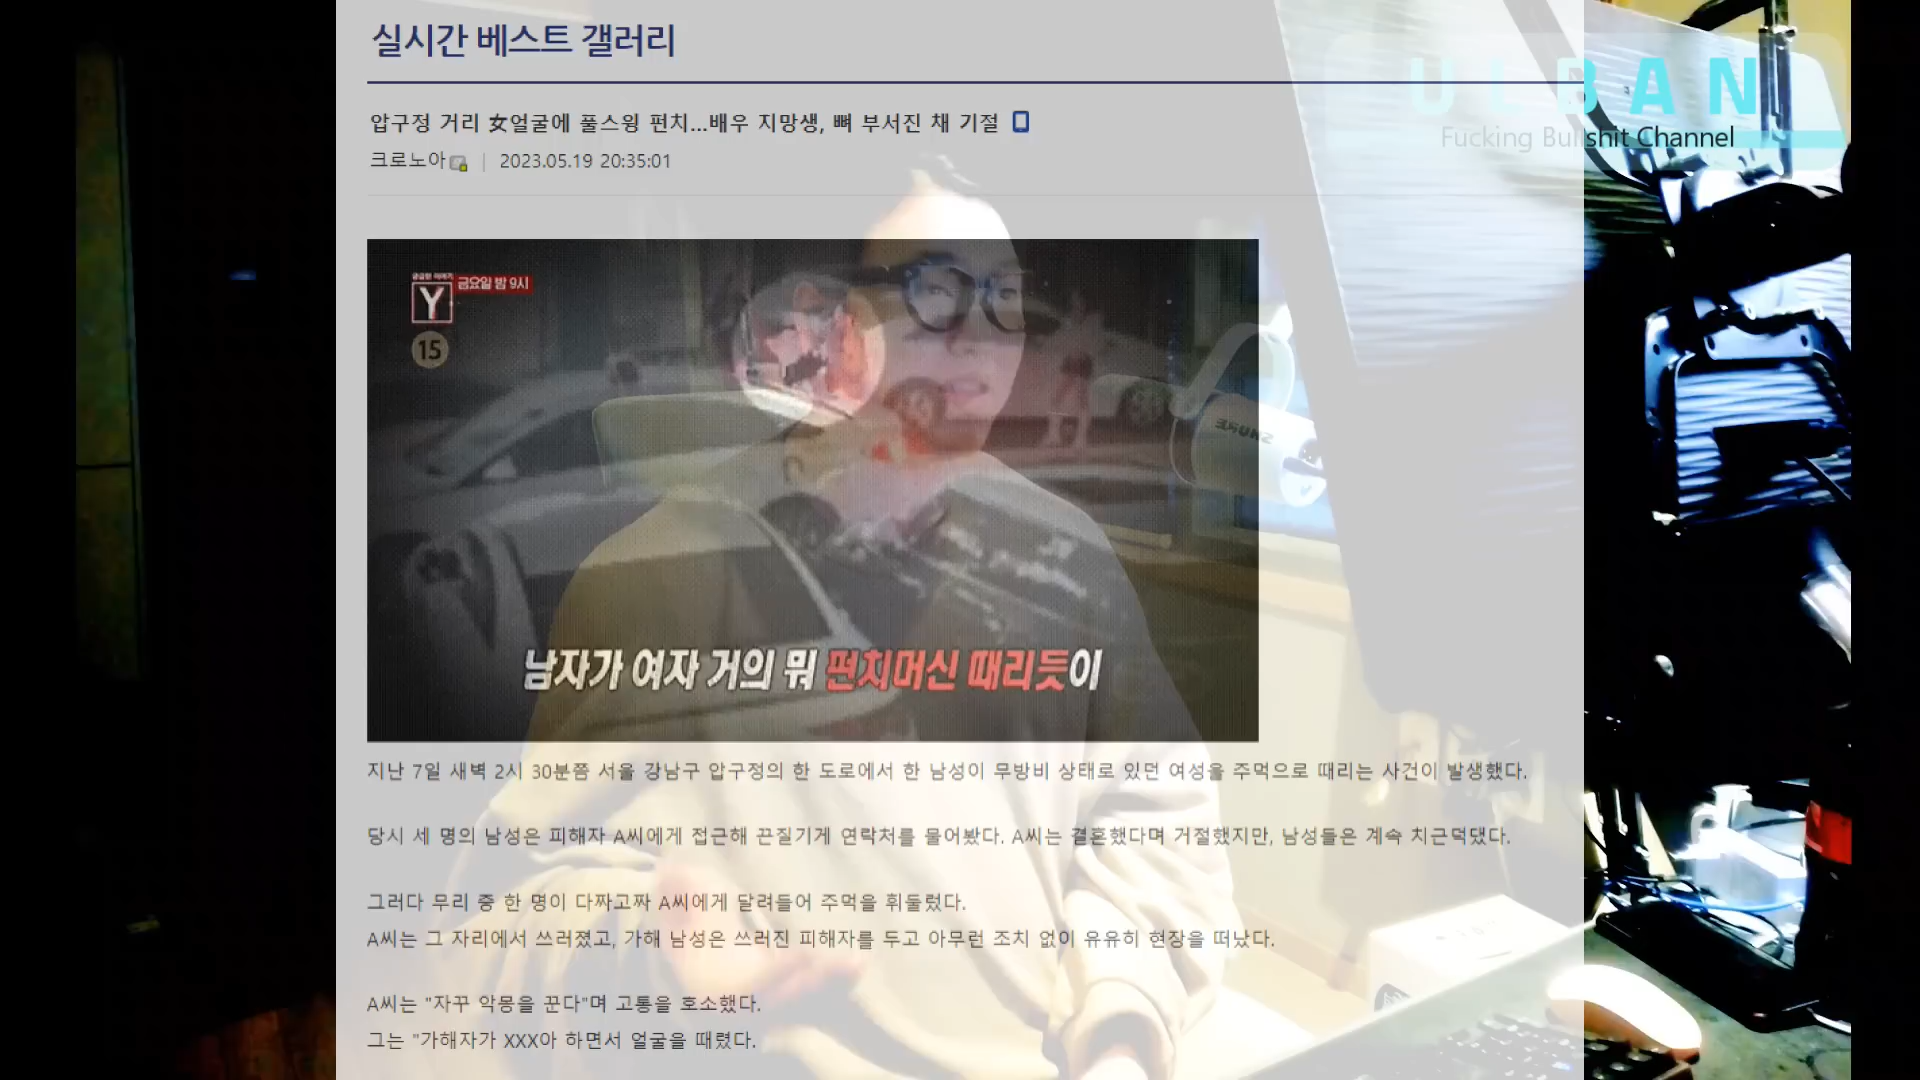 실시간 베스트 갤러리
압구정 거리 女얼굴에 풀스윙 펀치...배우 지망생, 뼈 부서진 채 기절
크로노아 | 2023.05.19 20:35:01
ULBAN
Fucking Bullshit Channel
궁금한 이야기
Y 금요일 밤 9시
15
남자가 여자 거의 뭐 펀치머신 때리듯이
지난 7일 새벽 2시 30분쯤 서울 강남구 압구정의 한 도로에서 한 남성이 무방비 상태로 있던 여성을 주먹으로 때리는 사건이 발생했다.
당시 세 명의 남성은 피해자 A씨에게 접근해 끈질기게 연락처를 물어봤다. A씨는 결혼했다며 거절했지만, 남성들은 계속 치근덕댔다.
그러다 무리 중 한 명이 다짜고짜 A씨에게 달려들어 주먹을 휘둘렀다.
A씨는 그 자리에서 쓰러졌고, 가해 남성은 쓰러진 피해자를 두고 아무런 조치 없이 유유히 현장을 떠났다.
A씨는 "자꾸 악몽을 꾼다"며 고통을 호소했다.
그는 "가해자가 XXX아 하면서 얼굴을 때렸다.